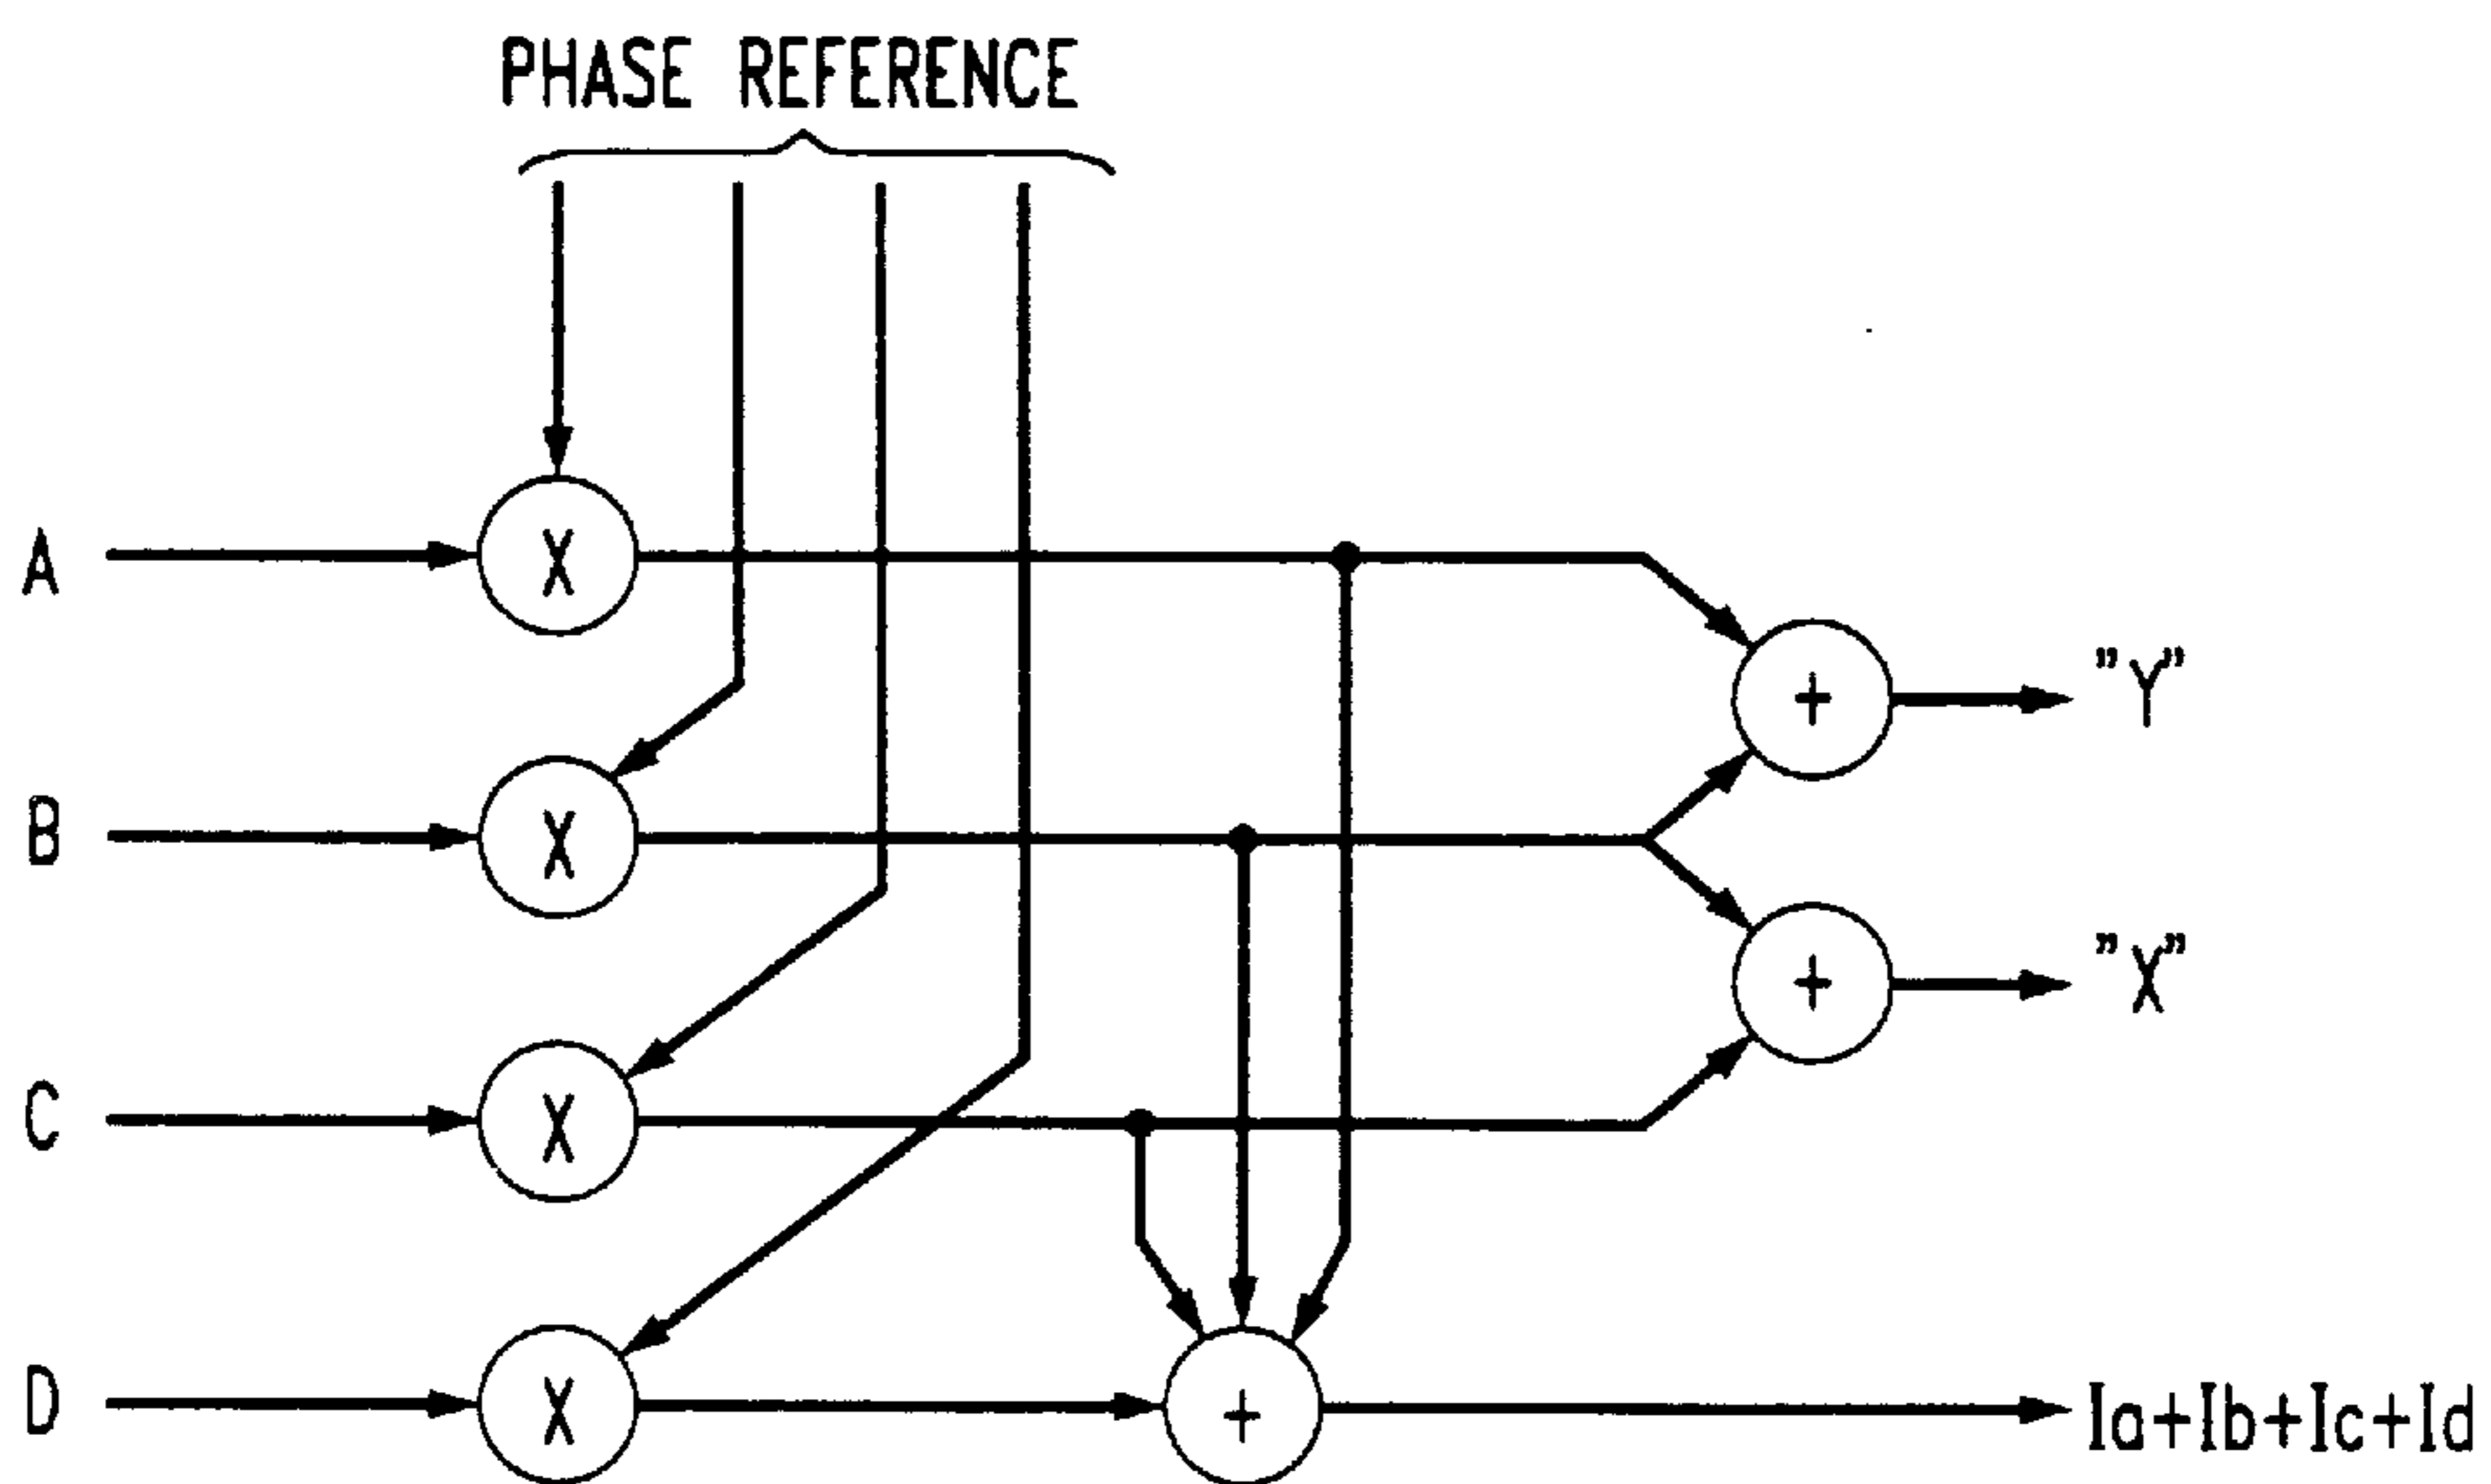 PHASE REFERENCE
A
X
+
"Y"
B
X
+
"X"
C
X
D
X
+
Ia+Ib+Ic+Id